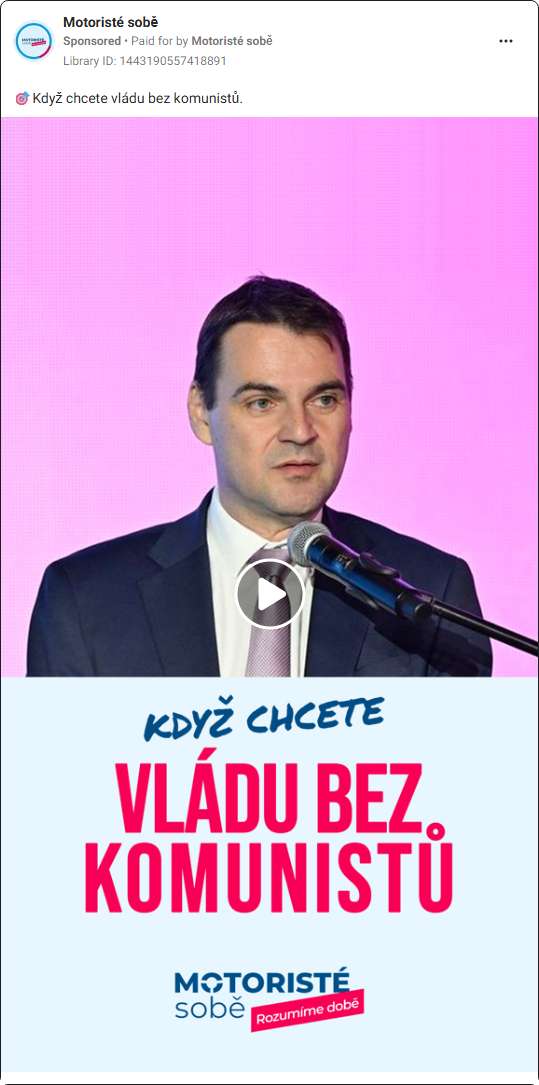 Motoristé sobě
Sponsored • Paid for by Motoristé sobě
Library ID: 1443190557418891
Když chcete vládu bez komunistů.
KDYŽ CHCETE
VLÁDU BEZ
KOMUNISTŮ
MOTORISTÉ
sobě Rozumíme době